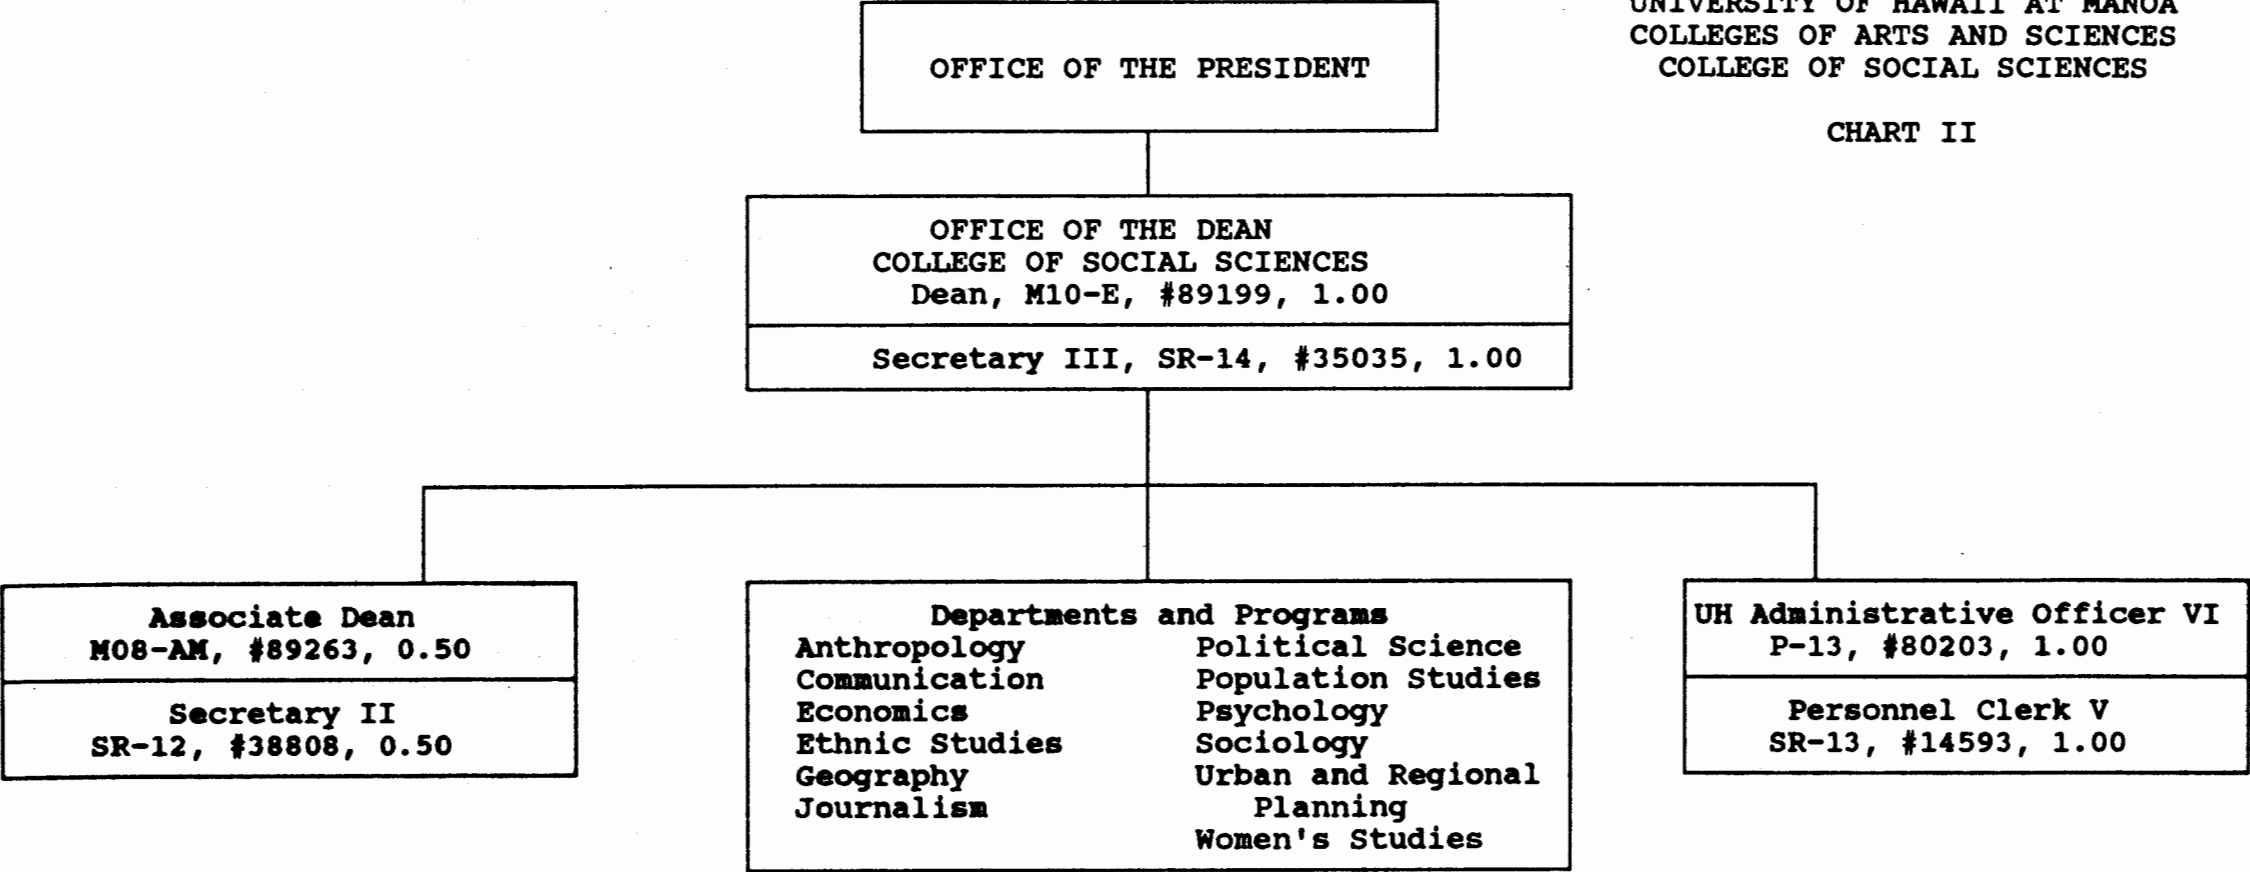 UNIVERSITY OF HAWAII AT MANOA
COLLEGES OF ARTS AND SCIENCES
COLLEGE OF SOCIAL SCIENCES
CHART II
OFFICE OF THE PRESIDENT
OFFICE OF THE DEAN
COLLEGE OF SOCIAL SCIENCES
Dean, M10-E, #89199, 1.00
Secretary III, SR-14, #35035, 1.00
Associate Dean
M08-AM, #89263, 0.50
Secretary II
SR-12, #38808, 0.50
Departments and Programs
Anthropology
Communication
Economics
Ethnic Studies
Geography
Journalism
Political Science
Population Studies
Psychology
Sociology
Urban and Regional
Planning
Women's Studies
UH Administrative Officer VI
P-13, #80203, 1.00
Personnel Clerk V
SR-13, #14593, 1.00